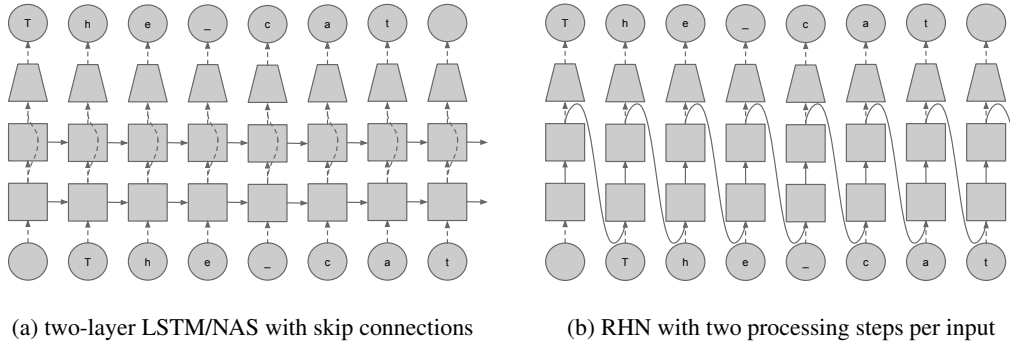 T h e _ c a t T h e _ c a t
T h e _ c a t T h e _ c a t
(a) two-layer LSTM/NAS with skip connections
(b) RHN with two processing steps per input